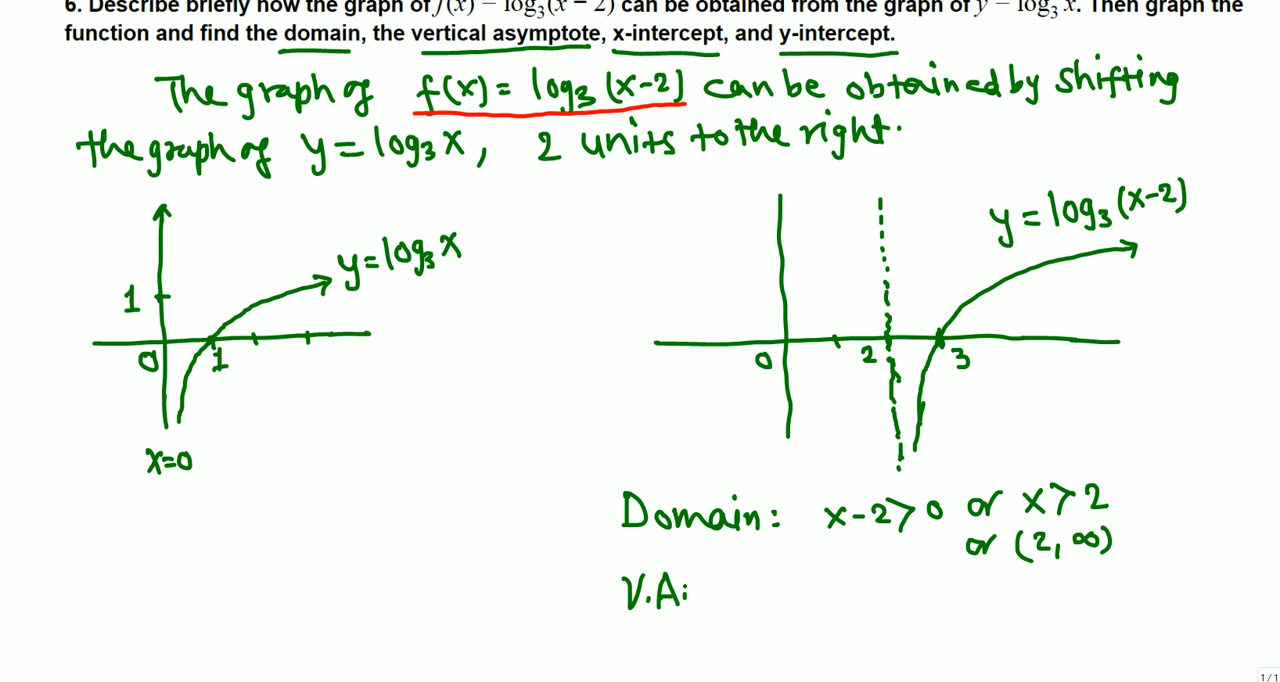 6. Describe briefly how the graph of f(x) = log₃(x − 2) can be obtained from the graph of y = log₃ x. Then graph the
function and find the domain, the vertical asymptote, x-intercept, and y-intercept.
The graph of f(x) = log₃(x-2) can be obtained by shifting
the graph of y = log₃x, 2 units to the right.
y = log₃(x-2)
y=log₃x
1
0 1
0 2 3
x=0
Domain: x-2>0 or x>2
or (2, ∞)
V.A:
1/1